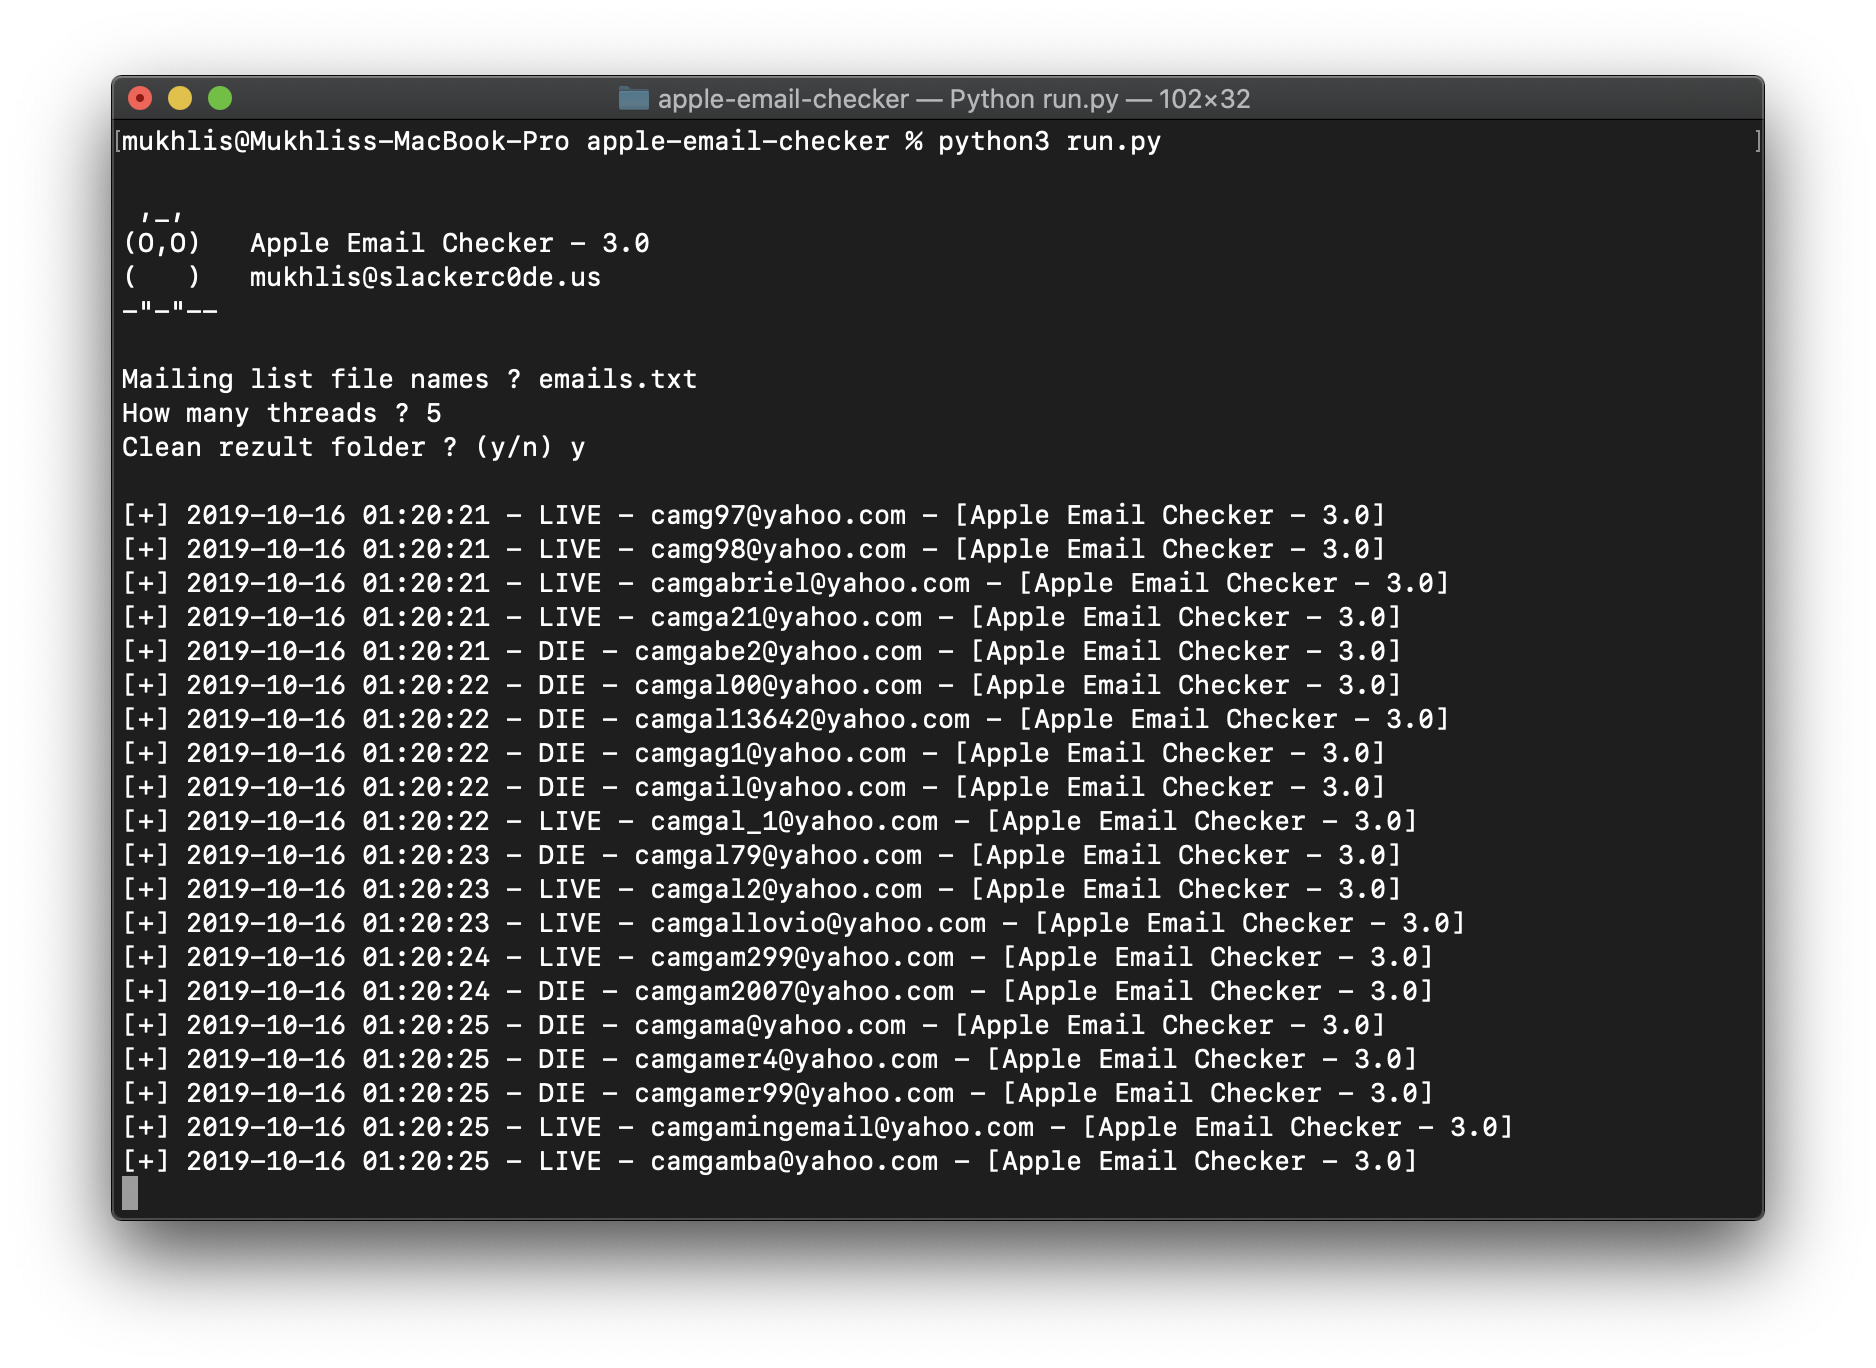 apple-email-checker — Python run.py — 102×32
[mukhlis@Mukhliss-MacBook-Pro apple-email-checker % python3 run.py ]
 ,_,
(O,O)   Apple Email Checker - 3.0
(   )   mukhlis@slackerc0de.us
-"-"--
Mailing list file names ? emails.txt
How many threads ? 5
Clean rezult folder ? (y/n) y
[+] 2019-10-16 01:20:21 - LIVE - camg97@yahoo.com - [Apple Email Checker - 3.0]
[+] 2019-10-16 01:20:21 - LIVE - camg98@yahoo.com - [Apple Email Checker - 3.0]
[+] 2019-10-16 01:20:21 - LIVE - camgabriel@yahoo.com - [Apple Email Checker - 3.0]
[+] 2019-10-16 01:20:21 - LIVE - camga21@yahoo.com - [Apple Email Checker - 3.0]
[+] 2019-10-16 01:20:21 - DIE - camgabe2@yahoo.com - [Apple Email Checker - 3.0]
[+] 2019-10-16 01:20:22 - DIE - camgal00@yahoo.com - [Apple Email Checker - 3.0]
[+] 2019-10-16 01:20:22 - DIE - camgal13642@yahoo.com - [Apple Email Checker - 3.0]
[+] 2019-10-16 01:20:22 - DIE - camgag1@yahoo.com - [Apple Email Checker - 3.0]
[+] 2019-10-16 01:20:22 - DIE - camgail@yahoo.com - [Apple Email Checker - 3.0]
[+] 2019-10-16 01:20:22 - LIVE - camgal_1@yahoo.com - [Apple Email Checker - 3.0]
[+] 2019-10-16 01:20:23 - DIE - camgal79@yahoo.com - [Apple Email Checker - 3.0]
[+] 2019-10-16 01:20:23 - LIVE - camgal2@yahoo.com - [Apple Email Checker - 3.0]
[+] 2019-10-16 01:20:23 - LIVE - camgallovio@yahoo.com - [Apple Email Checker - 3.0]
[+] 2019-10-16 01:20:24 - LIVE - camgam299@yahoo.com - [Apple Email Checker - 3.0]
[+] 2019-10-16 01:20:24 - DIE - camgam2007@yahoo.com - [Apple Email Checker - 3.0]
[+] 2019-10-16 01:20:25 - DIE - camgama@yahoo.com - [Apple Email Checker - 3.0]
[+] 2019-10-16 01:20:25 - DIE - camgamer4@yahoo.com - [Apple Email Checker - 3.0]
[+] 2019-10-16 01:20:25 - DIE - camgamer99@yahoo.com - [Apple Email Checker - 3.0]
[+] 2019-10-16 01:20:25 - LIVE - camgamingemail@yahoo.com - [Apple Email Checker - 3.0]
[+] 2019-10-16 01:20:25 - LIVE - camgamba@yahoo.com - [Apple Email Checker - 3.0]